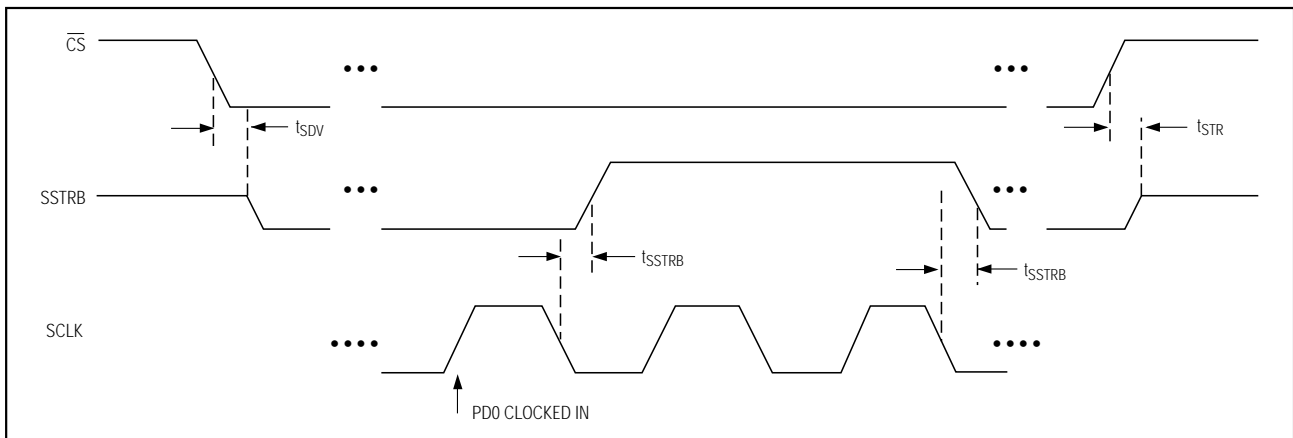 CS
tSDV
tSTR
SSTRB
tSSTRB
tSSTRB
SCLK
PD0 CLOCKED IN